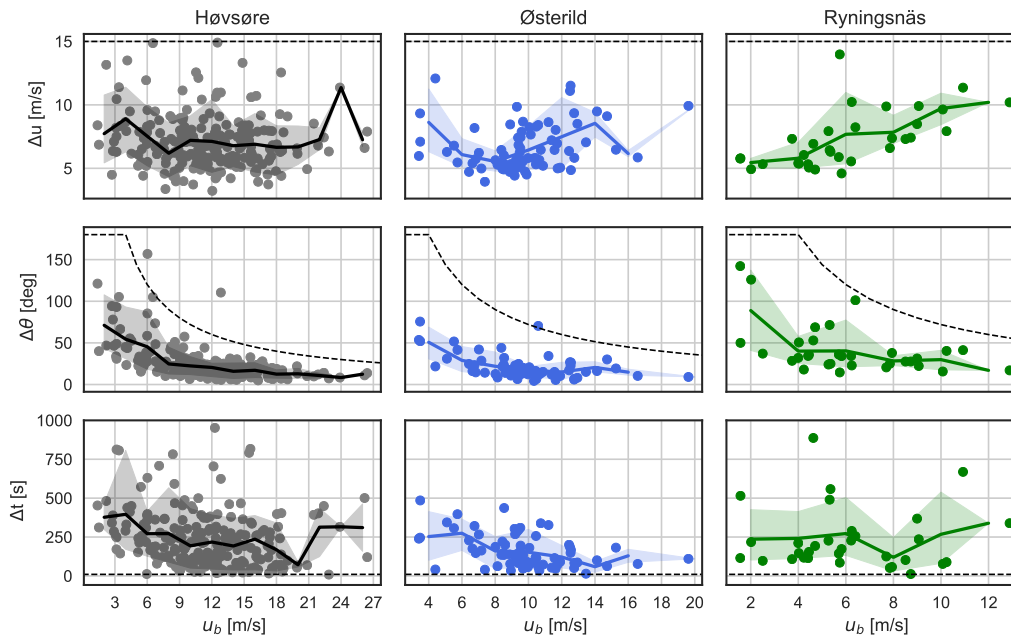 Høvsøre Østerild Ryningsnäs
Δu [m/s]
15
10
5
Δθ [deg]
150
100
50
0
Δt [s]
1000
750
500
250
0
3 6 9 12 15 18 21 24 27
4 6 8 10 12 14 16 18 20
2 4 6 8 10 12
u_b [m/s] u_b [m/s] u_b [m/s]